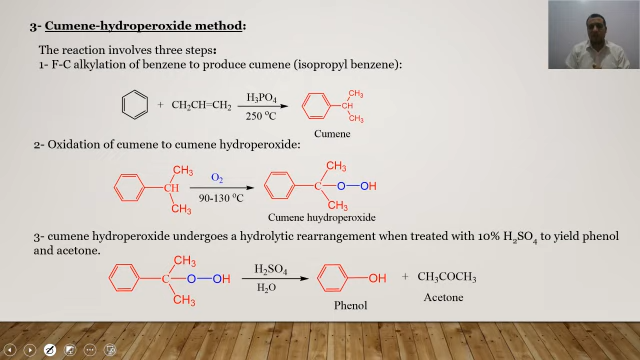 3- Cumene-hydroperoxide method:
The reaction involves three steps:
1- F-C alkylation of benzene to produce cumene (isopropyl benzene):
+ CH₂CH=CH₂ H₃PO₄ 250 °C CH₃ CH CH₃
Cumene
2- Oxidation of cumene to cumene hydroperoxide:
CH₃ CH CH₃ O₂ 90-130 °C CH₃ C O OH CH₃
Cumene huydroperoxide
3- cumene hydroperoxide undergoes a hydrolytic rearrangement when treated with 10% H₂SO₄ to yield phenol
and acetone.
CH₃ C O OH CH₃ H₂SO₄ H₂O OH + CH₃COCH₃
Phenol Acetone